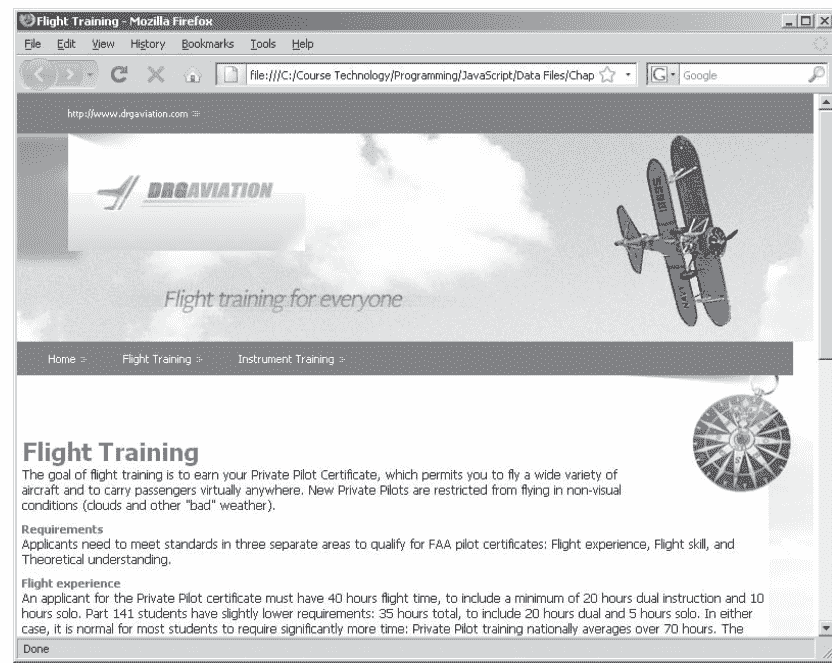 Flight Training - Mozilla Firefox
File Edit View History Bookmarks Tools Help
file:///C:/Course Technology/Programming/JavaScript/Data Files/Chap
G Google
http://www.drgaviation.com
DRGAVIATION
Flight training for everyone
Home Flight Training Instrument Training
Flight Training
The goal of flight training is to earn your Private Pilot Certificate, which permits you to fly a wide variety of
aircraft and to carry passengers virtually anywhere. New Private Pilots are restricted from flying in non-visual
conditions (clouds and other "bad" weather).
Requirements
Applicants need to meet standards in three separate areas to qualify for FAA pilot certificates: Flight experience, Flight skill, and
Theoretical understanding.
Flight experience
An applicant for the Private Pilot certificate must have 40 hours flight time, to include a minimum of 20 hours dual instruction and 10
hours solo. Part 141 students have slightly lower requirements: 35 hours total, to include 20 hours dual and 5 hours solo. In either
case, it is normal for most students to require significantly more time: Private Pilot training nationally averages over 70 hours. The
Done